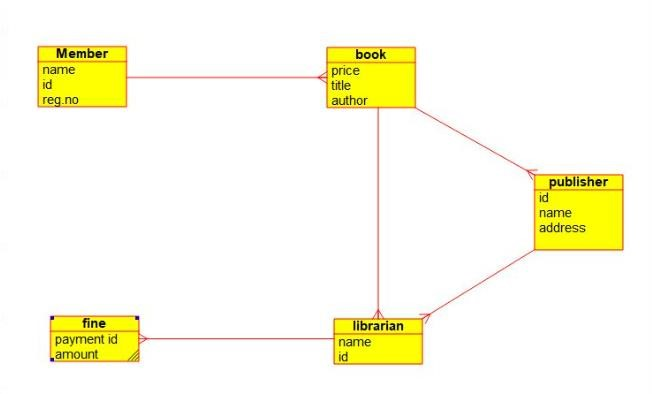 Member
name
id
reg.no
book
price
title
author
publisher
id
name
address
fine
payment id
amount
librarian
name
id